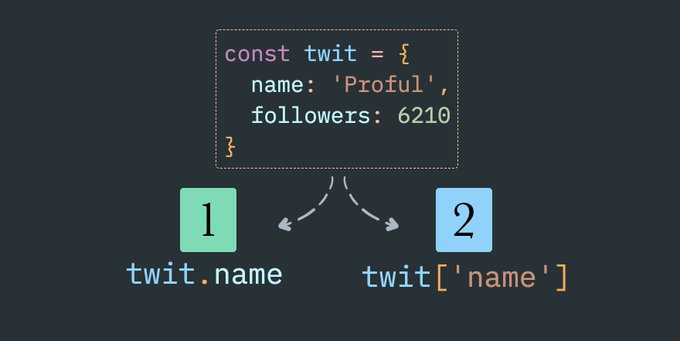 const twit = {
  name: 'Proful',
  followers: 6210
}
1
2
twit.name
twit['name']